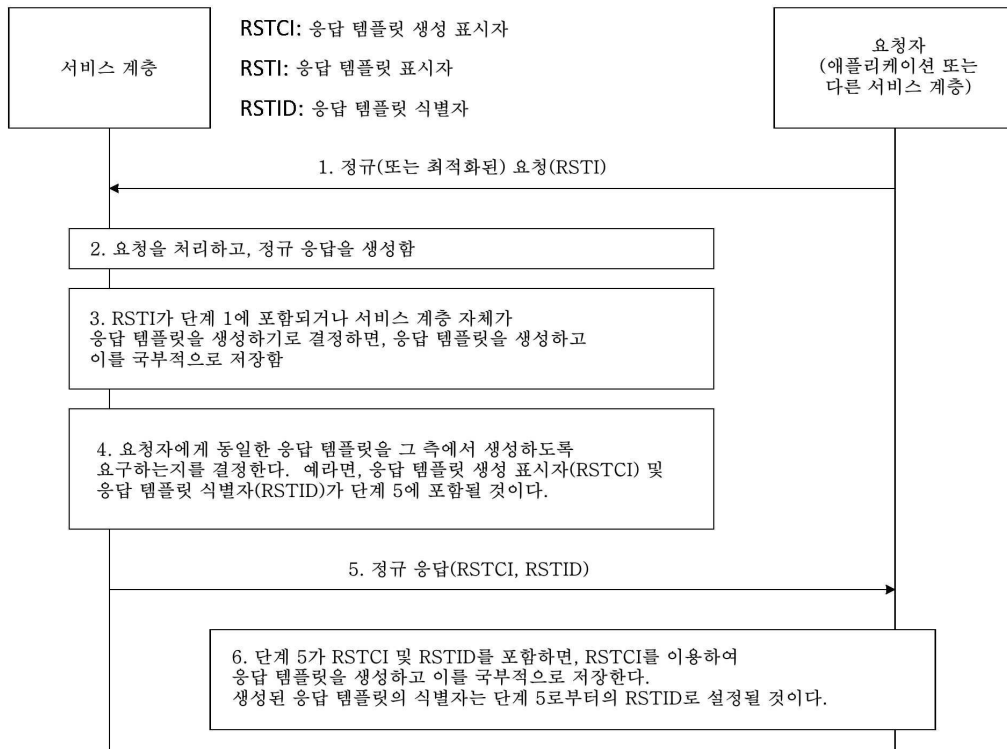 서비스 계층
RSTCI: 응답 템플릿 생성 표시자
RSTI: 응답 템플릿 표시자
RSTID: 응답 템플릿 식별자
요청자
(애플리케이션 또는
다른 서비스 계층)
1. 정규(또는 최적화된) 요청(RSTI)
2. 요청을 처리하고, 정규 응답을 생성함
3. RSTI가 단계 1에 포함되거나 서비스 계층 자체가
응답 템플릿을 생성하기로 결정하면, 응답 템플릿을 생성하고
이를 국부적으로 저장함
4. 요청자에게 동일한 응답 템플릿을 그 측에서 생성하도록
요구하는지를 결정한다. 예라면, 응답 템플릿 생성 표시자(RSTCI) 및
응답 템플릿 식별자(RSTID)가 단계 5에 포함될 것이다.
5. 정규 응답(RSTCI, RSTID)
6. 단계 5가 RSTCI 및 RSTID를 포함하면, RSTCI를 이용하여
응답 템플릿을 생성하고 이를 국부적으로 저장한다.
생성된 응답 템플릿의 식별자는 단계 5로부터의 RSTID로 설정될 것이다.